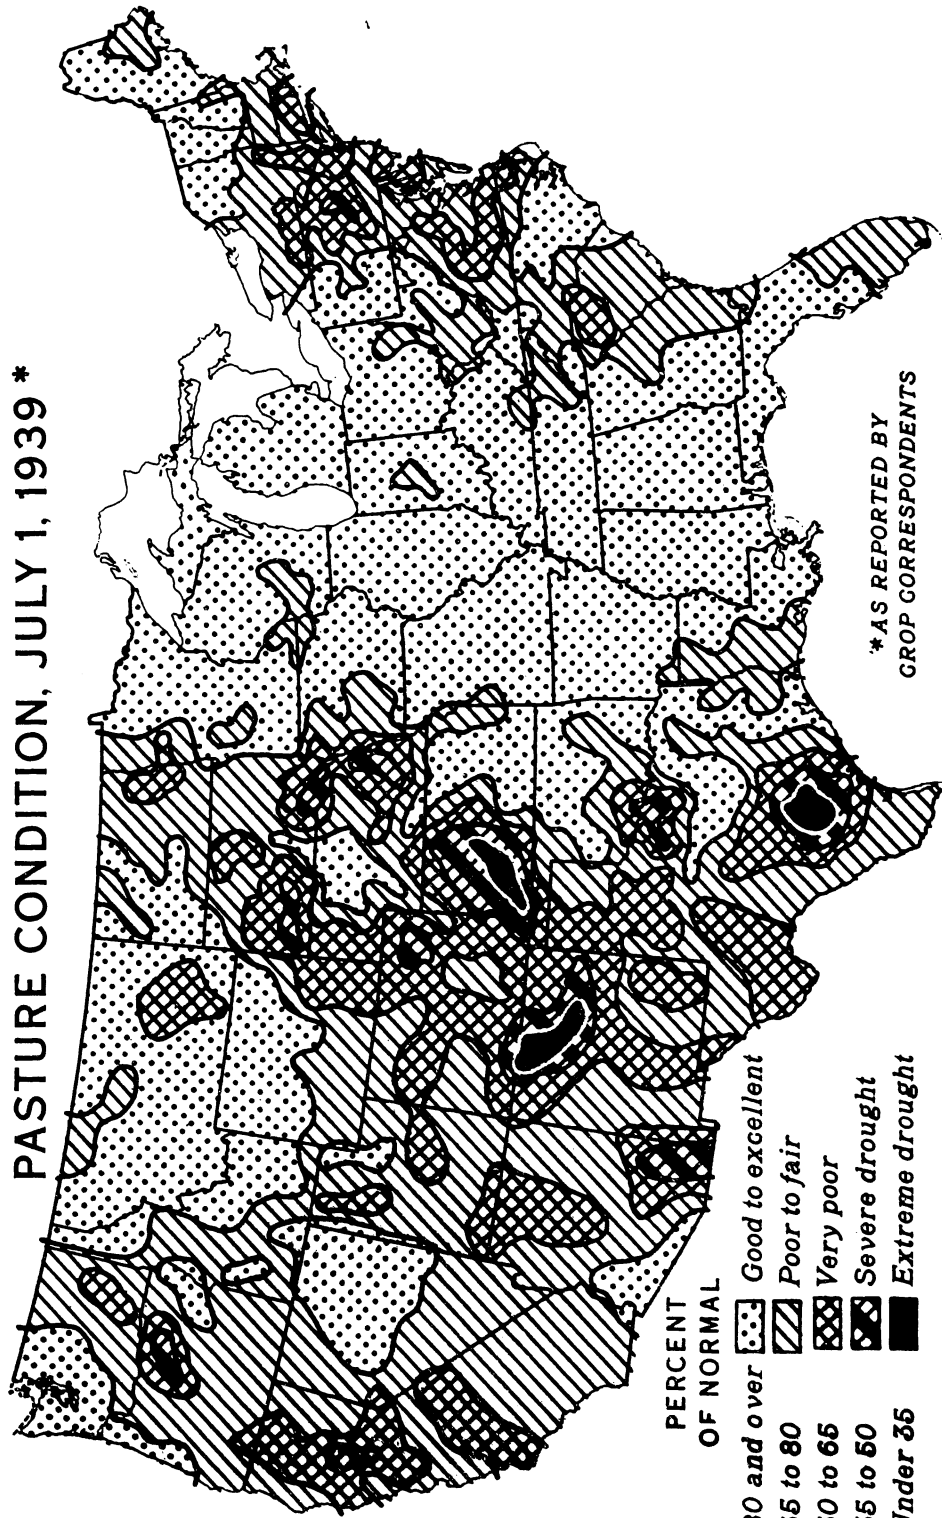 PASTURE CONDITION, JULY 1, 1939 *
PERCENT
OF NORMAL
80 and over Good to excellent
65 to 80 Poor to fair
50 to 65 Very poor
35 to 50 Severe drought
Under 35 Extreme drought
*AS REPORTED BY
CROP CORRESPONDENTS